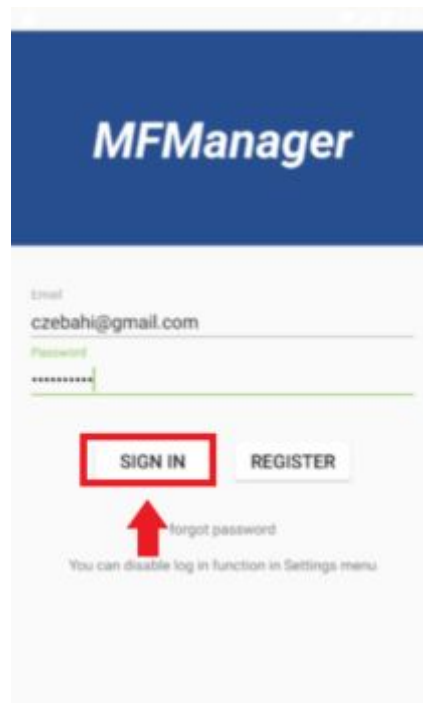 MFManager
Email
czebahi@gmail.com
Password
••••••••••
SIGN IN REGISTER
forgot password
You can disable log in function in Settings menu